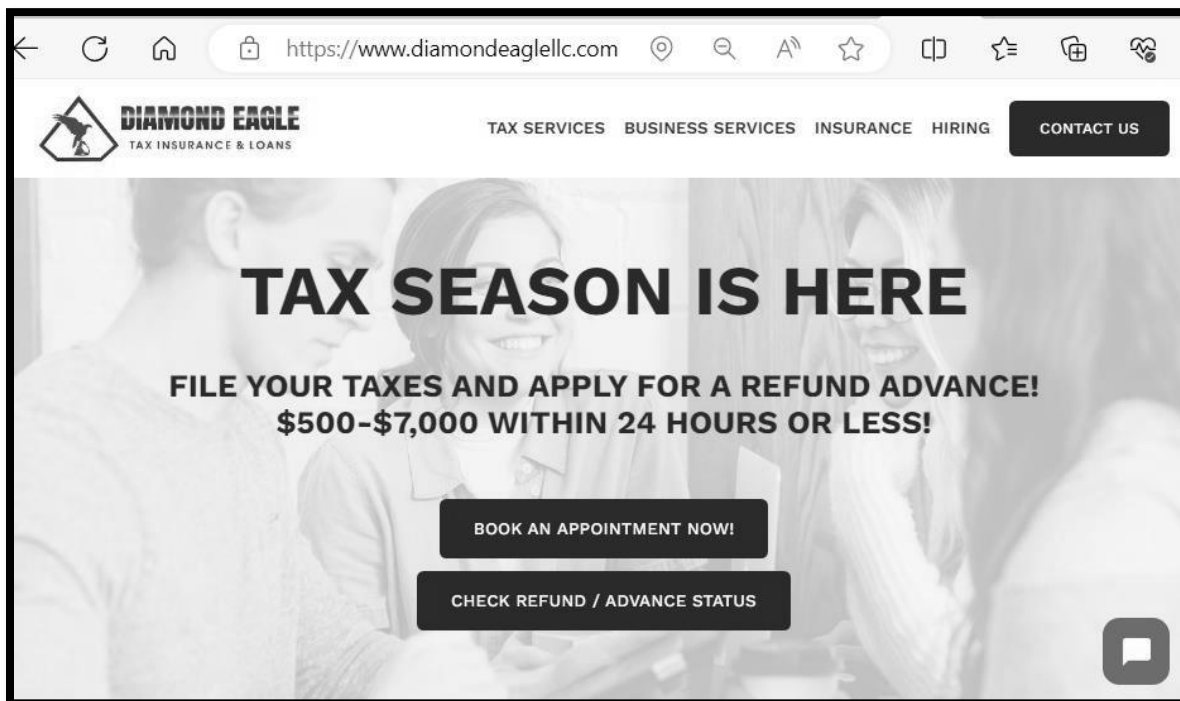 https://www.diamondeaglellc.com
DIAMOND EAGLE
TAX INSURANCE & LOANS
TAX SERVICES BUSINESS SERVICES INSURANCE HIRING CONTACT US
TAX SEASON IS HERE
FILE YOUR TAXES AND APPLY FOR A REFUND ADVANCE!
$500-$7,000 WITHIN 24 HOURS OR LESS!
BOOK AN APPOINTMENT NOW!
CHECK REFUND / ADVANCE STATUS